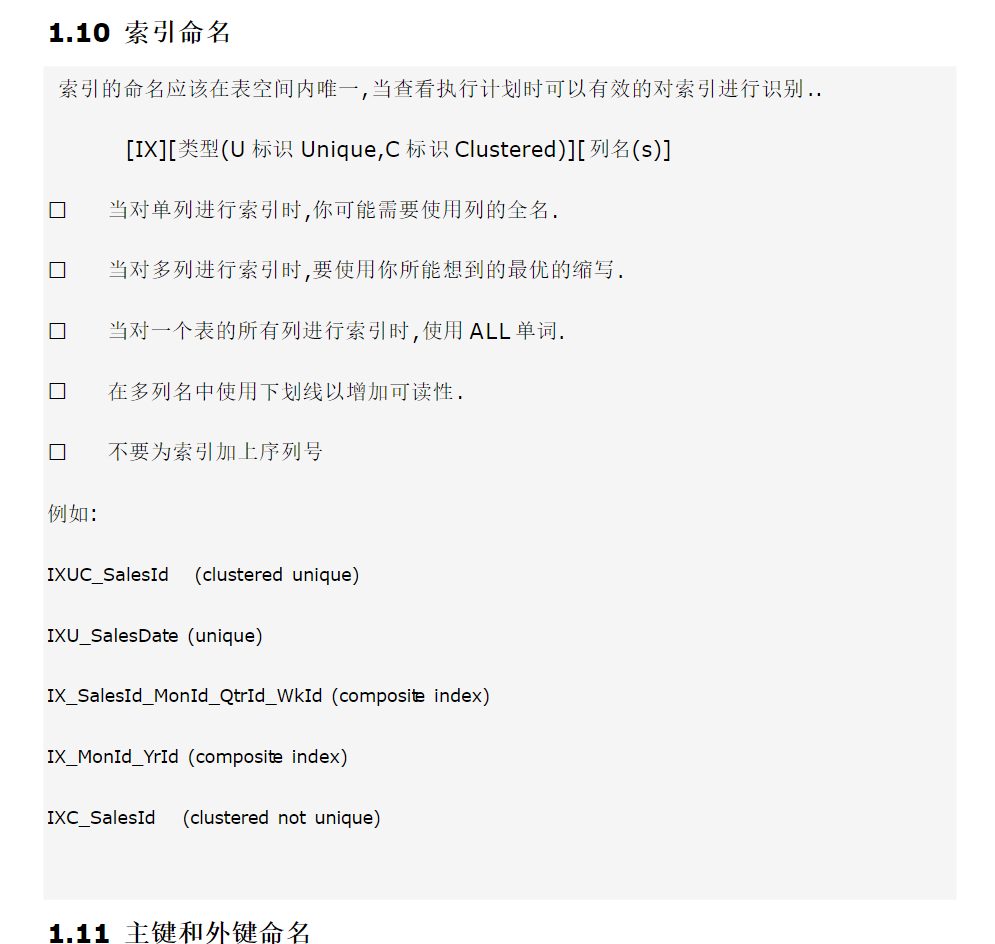 1.10 索引命名
索引的命名应该在表空间内唯一,当查看执行计划时可以有效的对索引进行识别..
[IX][类型(U 标识 Unique,C 标识 Clustered)][列名(s)]
□ 当对单列进行索引时,你可能需要使用列的全名.
□ 当对多列进行索引时,要使用你所能想到的最优的缩写.
□ 当对一个表的所有列进行索引时,使用 ALL 单词.
□ 在多列名中使用下划线以增加可读性.
□ 不要为索引加上序列号
例如:
IXUC_SalesId (clustered unique)
IXU_SalesDate (unique)
IX_SalesId_MonId_QtrId_WkId (composite index)
IX_MonId_YrId (composite index)
IXC_SalesId (clustered not unique)
1.11 主键和外键命名